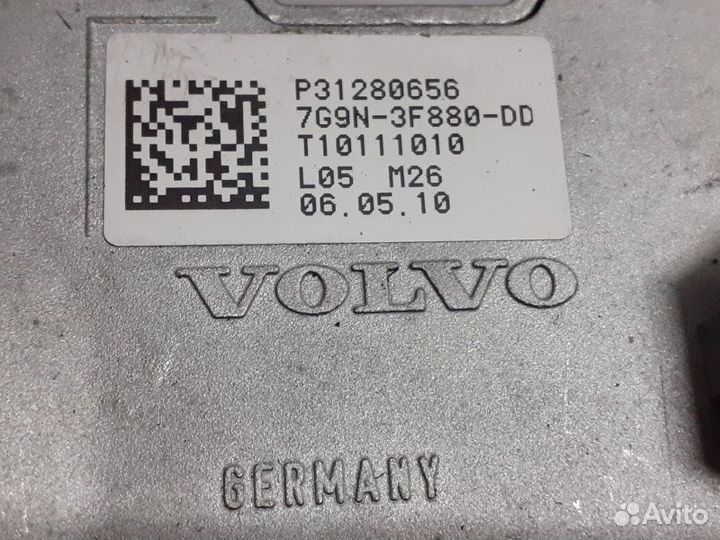 P31280656
7G9N-3F880-DD
T10111010
L05 M26
06.05.10
VOLVO
GERMANY
Avito